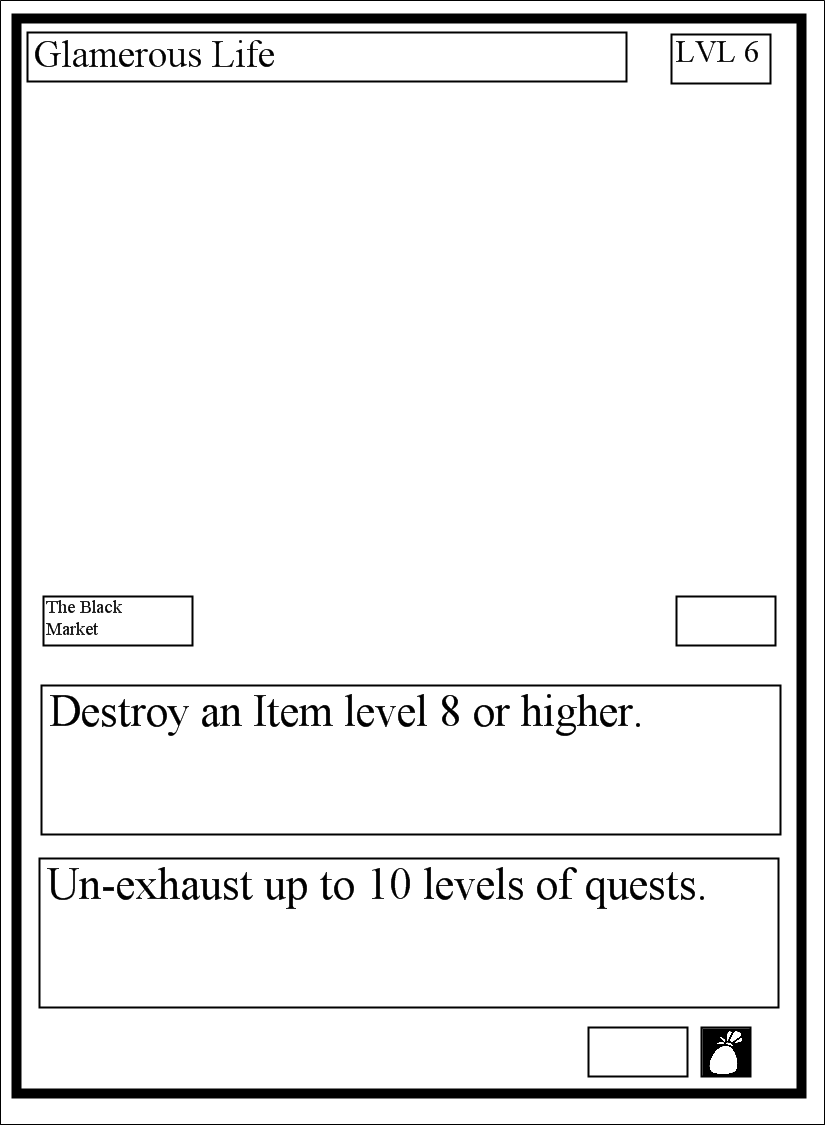 Glamerous Life
LVL 6
The Black
Market
Destroy an Item level 8 or higher.
Un-exhaust up to 10 levels of quests.